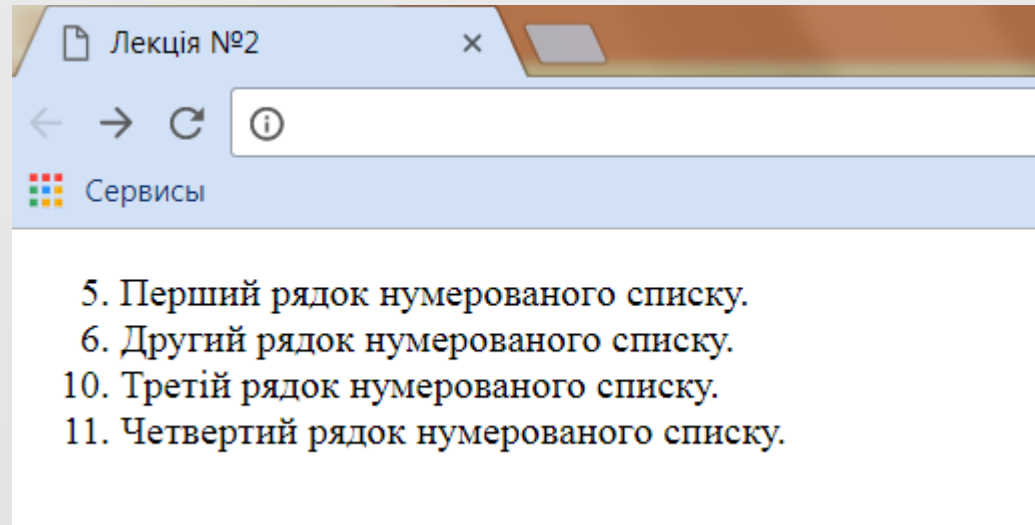 Лекція №2
Сервисы
5. Перший рядок нумерованого списку.
6. Другий рядок нумерованого списку.
10. Третій рядок нумерованого списку.
11. Четвертий рядок нумерованого списку.